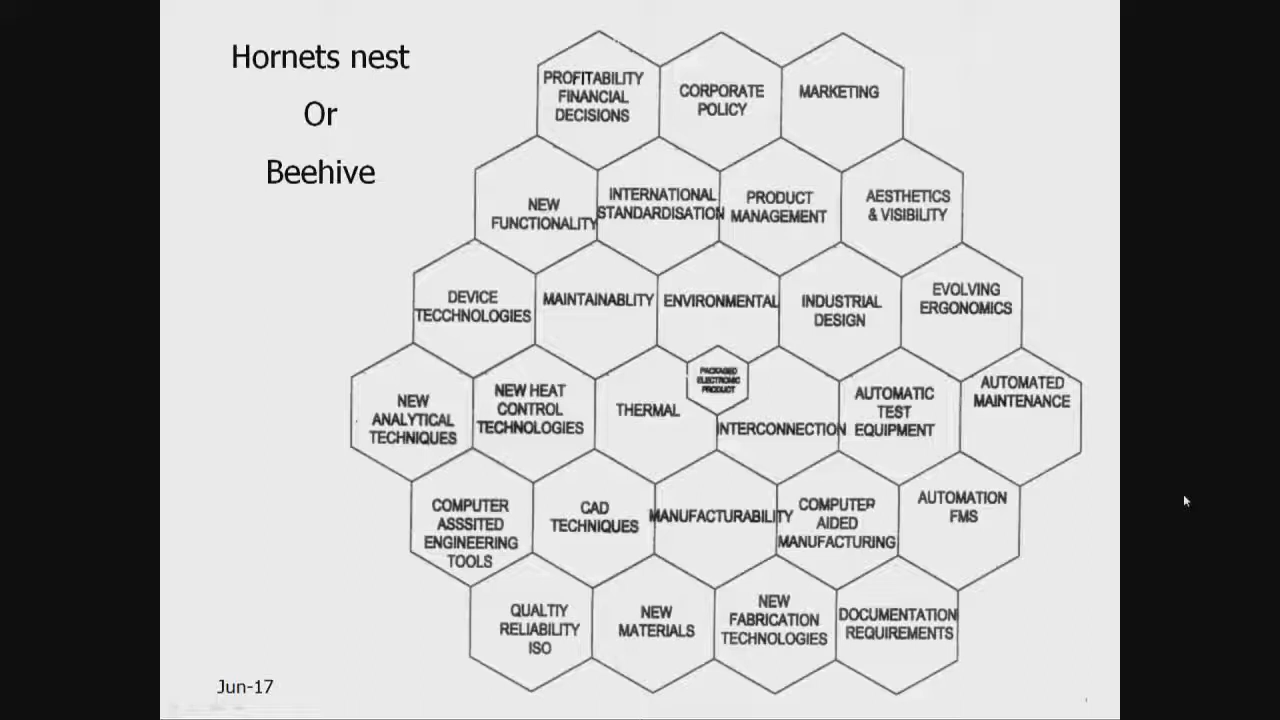 Hornets nest
Or
Beehive
PROFITABILITY
FINANCIAL
DECISIONS
CORPORATE
POLICY
MARKETING
NEW
FUNCTIONALITY
INTERNATIONAL
STANDARDISATION
PRODUCT
MANAGEMENT
AESTHETICS
& VISIBILITY
DEVICE
TECCHNOLOGIES
MAINTAINABLITY
ENVIRONMENTAL
INDUSTRIAL
DESIGN
EVOLVING
ERGONOMICS
PACKAGED
ELECTRONIC
PRODUCT
NEW
ANALYTICAL
TECHNIQUES
NEW HEAT
CONTROL
TECHNOLOGIES
THERMAL
INTERCONNECTION
AUTOMATIC
TEST
EQUIPMENT
AUTOMATED
MAINTENANCE
COMPUTER
ASSSITED
ENGINEERING
TOOLS
CAD
TECHNIQUES
MANUFACTURABILITY
COMPUTER
AIDED
MANUFACTURING
AUTOMATION
FMS
QUALTIY
RELIABILITY
ISO
NEW
MATERIALS
NEW
FABRICATION
TECHNOLOGIES
DOCUMENTATION
REQUIREMENTS
Jun-17